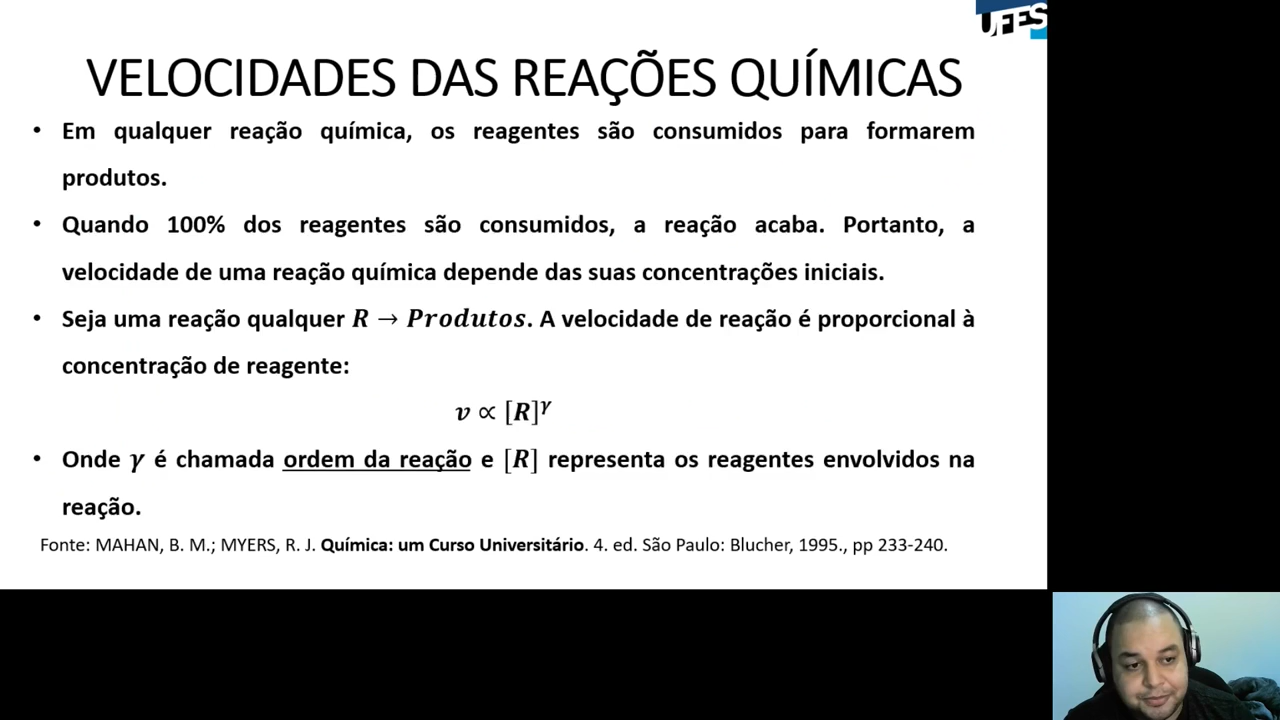 UFES
VELOCIDADES DAS REAÇÕES QUÍMICAS
• Em qualquer reação química, os reagentes são consumidos para formarem
produtos.
• Quando 100% dos reagentes são consumidos, a reação acaba. Portanto, a
velocidade de uma reação química depende das suas concentrações iniciais.
• Seja uma reação qualquer R → Produtos. A velocidade de reação é proporcional à
concentração de reagente:
v ∝ [R]^γ
• Onde γ é chamada ordem da reação e [R] representa os reagentes envolvidos na
reação.
Fonte: MAHAN, B. M.; MYERS, R. J. Química: um Curso Universitário. 4. ed. São Paulo: Blucher, 1995., pp 233-240.